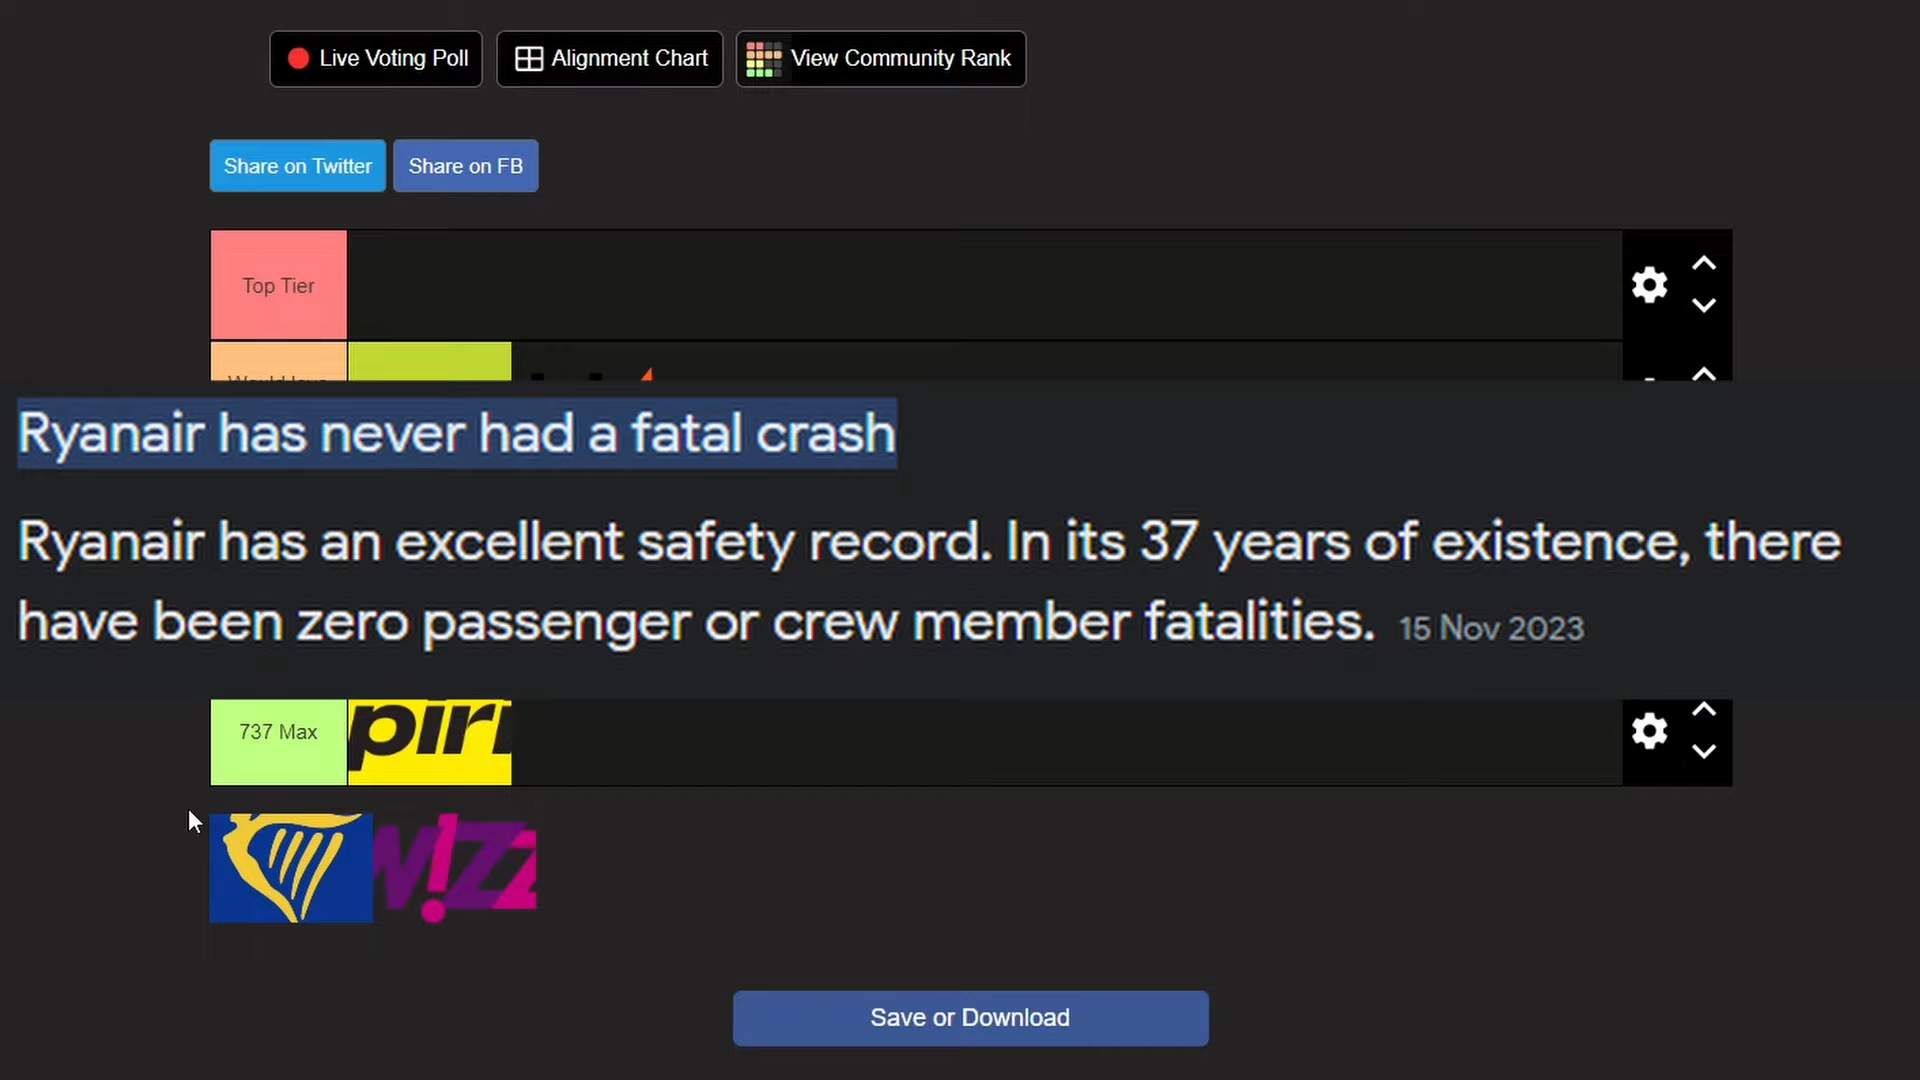 Live Voting Poll
Alignment Chart
View Community Rank
Share on Twitter
Share on FB
Top Tier
Ryanair has never had a fatal crash
Ryanair has an excellent safety record. In its 37 years of existence, there
have been zero passenger or crew member fatalities. 15 Nov 2023
737 Max
piri
W!ZZ
Save or Download